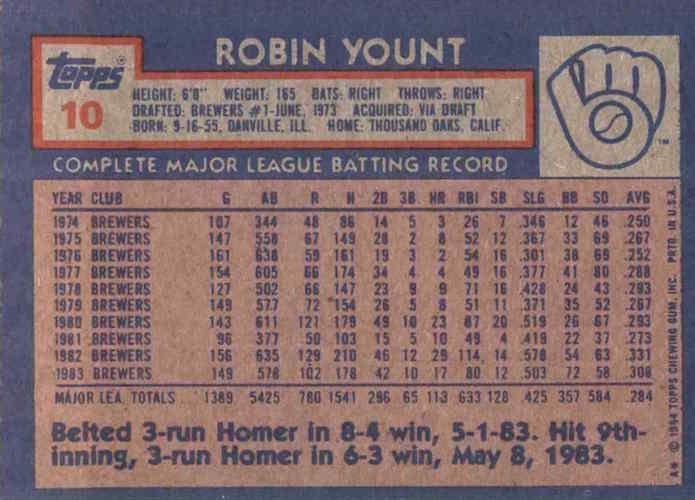 ROBIN YOUNT
Topps
10
HEIGHT: 6'0" WEIGHT: 165 BATS: RIGHT THROWS: RIGHT
DRAFTED: BREWERS #1-JUNE, 1973 ACQUIRED: VIA DRAFT
BORN: 9-16-55, DANVILLE, ILL. HOME: THOUSAND OAKS, CALIF.
TM
COMPLETE MAJOR LEAGUE BATTING RECORD
YEAR CLUB G AB R H 2B 3B HR RBI SB SLG BB SO AVG
1974 BREWERS 107 344 48 86 14 5 3 26 7 .346 12 46 .250
1975 BREWERS 147 558 67 149 28 2 8 52 12 .367 33 69 .267
1976 BREWERS 161 638 59 161 19 3 2 54 16 .301 38 69 .252
1977 BREWERS 154 605 66 174 34 4 4 49 16 .377 41 80 .288
1978 BREWERS 127 502 66 147 23 9 9 71 16 .428 24 43 .293
1979 BREWERS 149 577 72 154 26 5 8 51 11 .371 35 52 .267
1980 BREWERS 143 611 121 179 49 10 23 87 20 .519 26 67 .293
1981 BREWERS 96 377 50 103 15 5 10 49 4 .419 22 37 .273
1982 BREWERS 156 635 129 210 46 12 29 114 14 .578 54 63 .331
1983 BREWERS 149 578 102 178 42 10 17 80 12 .503 72 58 .308
MAJOR LEA. TOTALS 1389 5425 780 1541 296 65 113 633 128 .425 357 584 .284
Belted 3-run Homer in 8-4 win, 5-1-83. Hit 9th-
inning, 3-run Homer in 6-3 win, May 8, 1983.
A* © 1984 TOPPS CHEWING GUM, INC. PRTD. IN U.S.A.